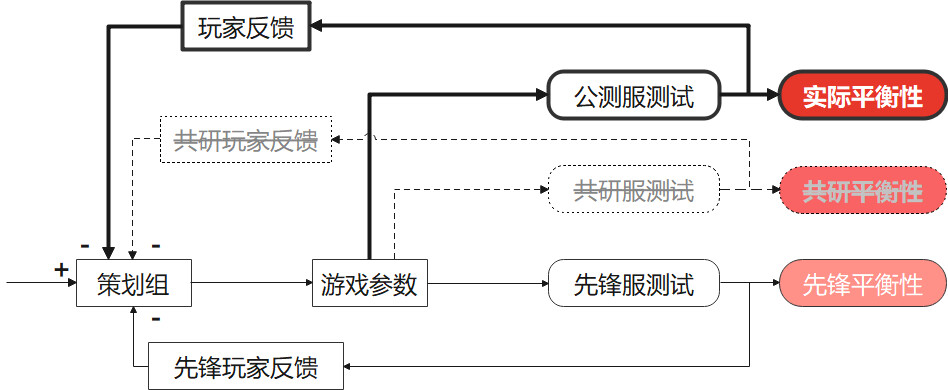 玩家反馈
公测服测试
实际平衡性
共研玩家反馈
共研服测试
共研平衡性
- -
+
策划组
游戏参数
先锋服测试
先锋平衡性
-
先锋玩家反馈